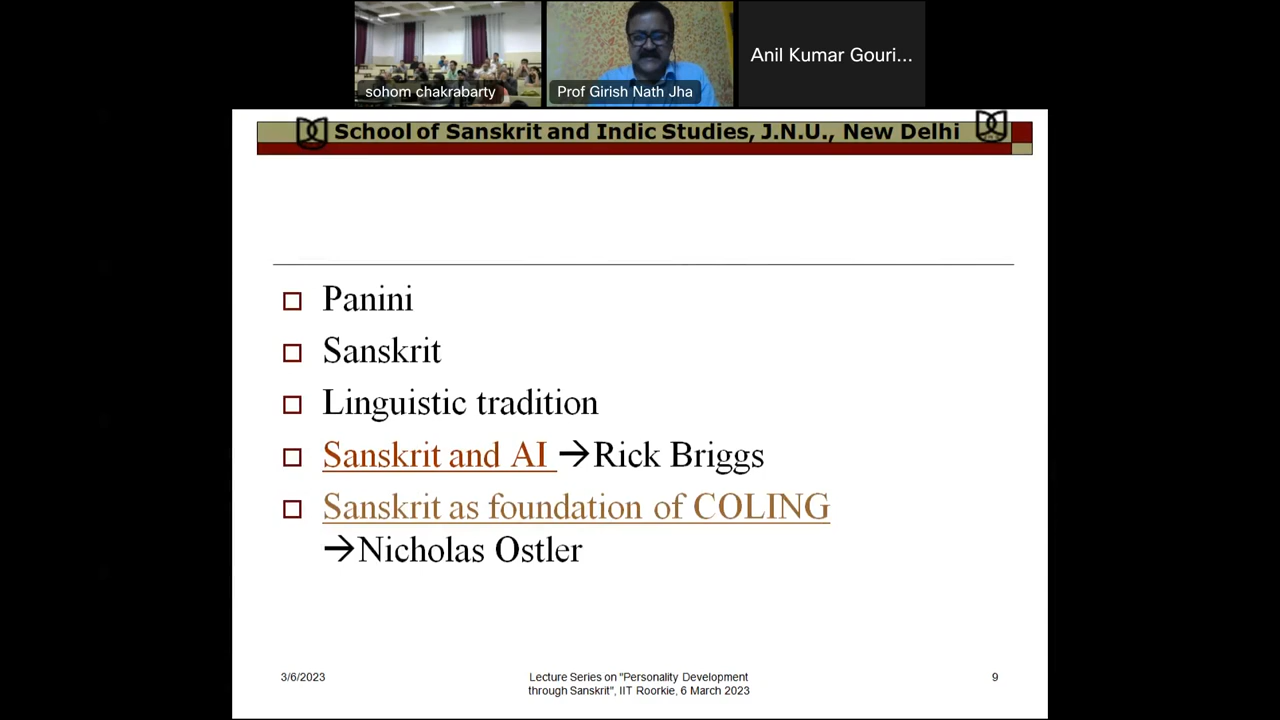 sohom chakrabarty
Prof Girish Nath Jha
Anil Kumar Gouri...
School of Sanskrit and Indic Studies, J.N.U., New Delhi
Panini
Sanskrit
Linguistic tradition
Sanskrit and AI →Rick Briggs
Sanskrit as foundation of COLING
→Nicholas Ostler
3/6/2023
Lecture Series on "Personality Development
through Sanskrit", IIT Roorkie, 6 March 2023
9